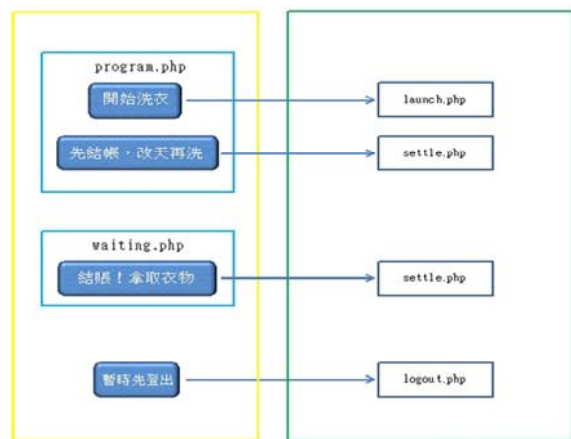 program.php
開始洗衣
launch.php
先結帳，改天再洗
settle.php
waiting.php
結賬！拿取衣物
settle.php
暫時先登出
logout.php